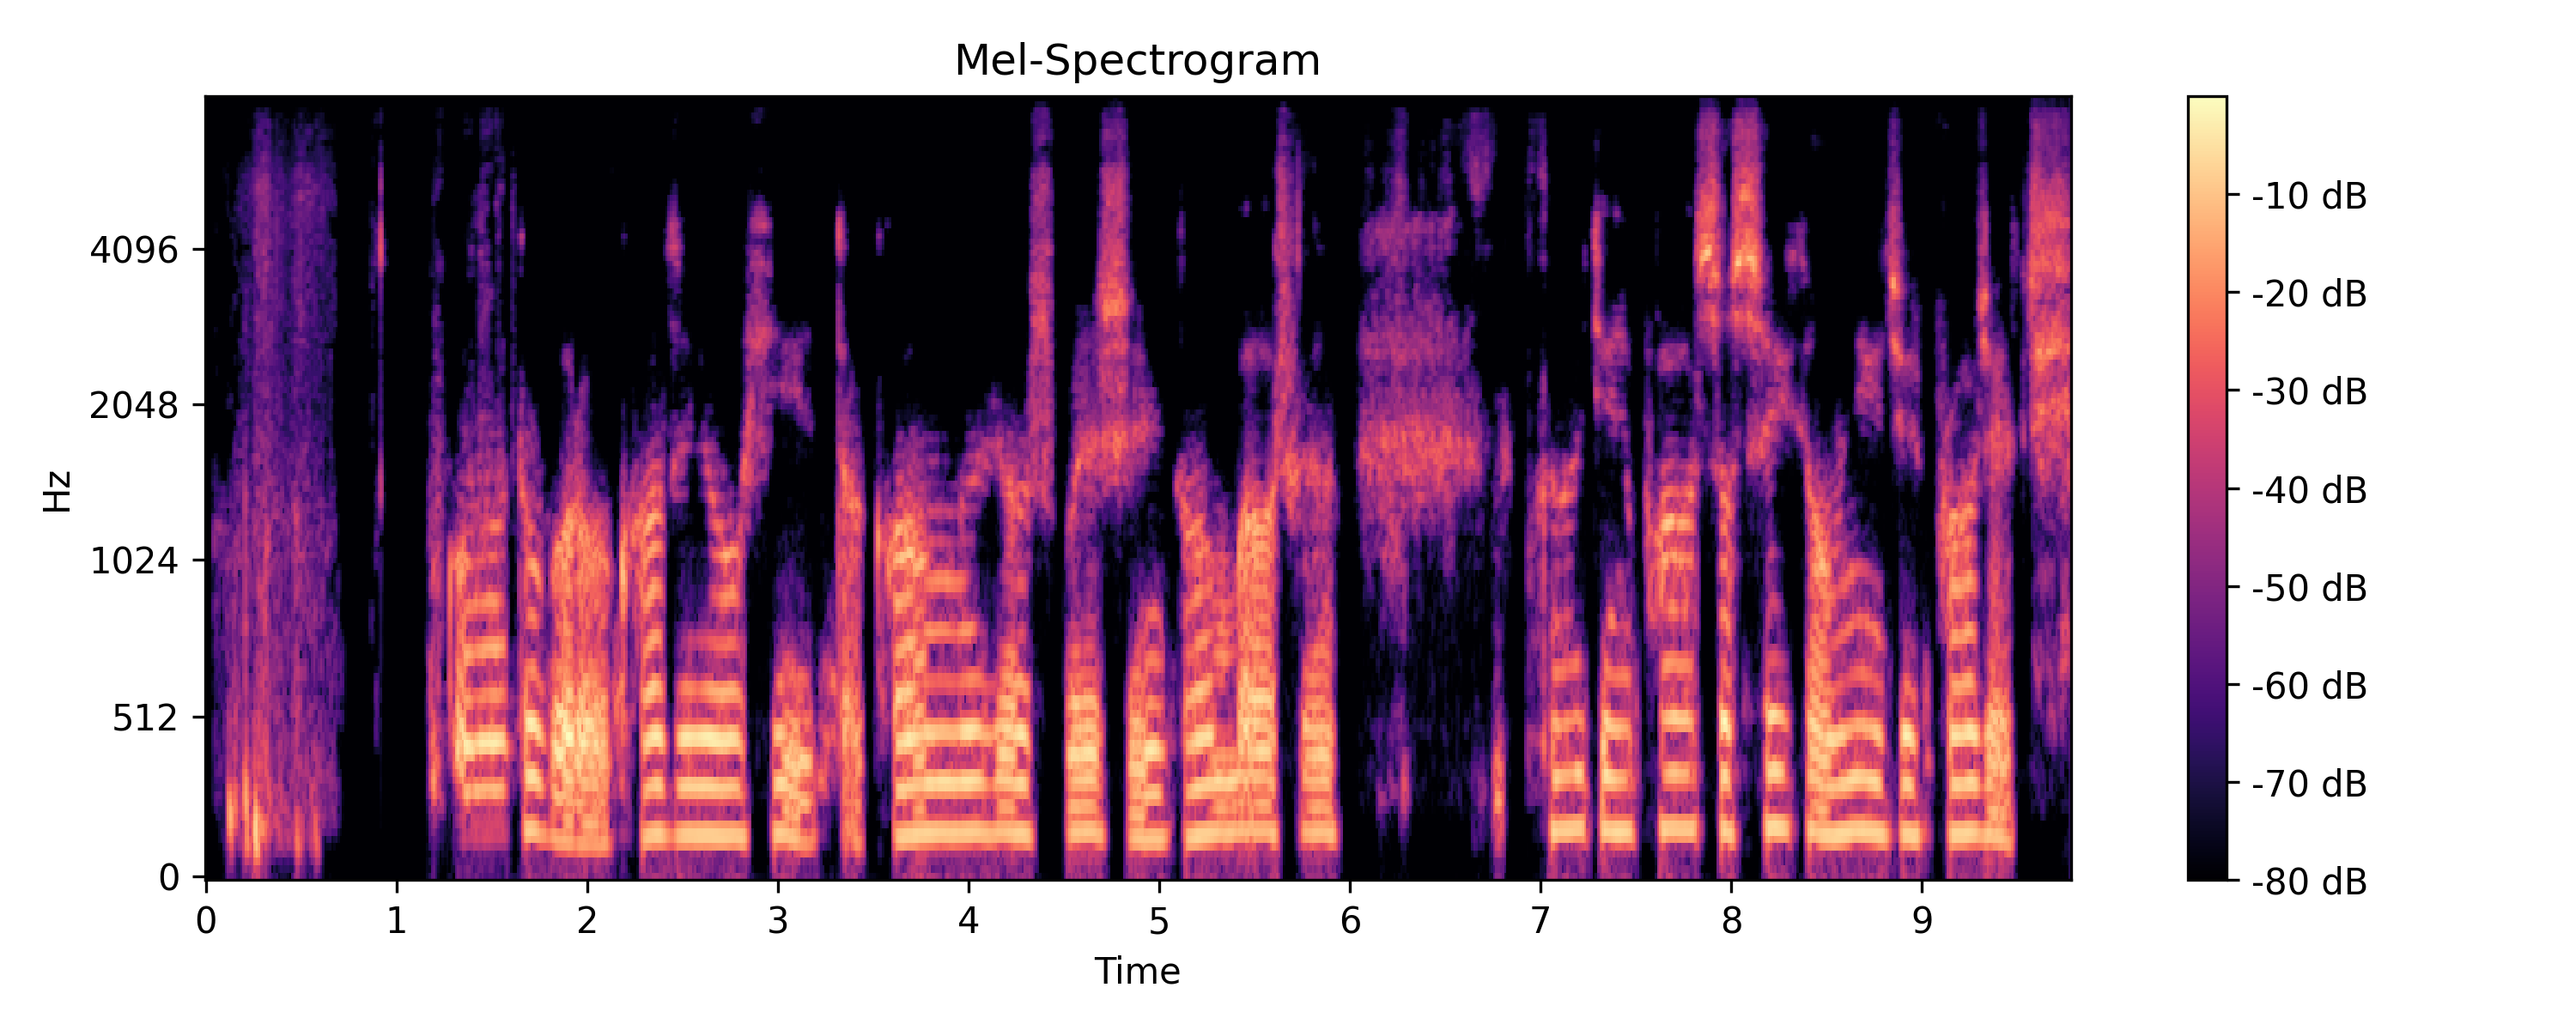 Mel-Spectrogram
Hz
4096
2048
1024
512
0
0 1 2 3 4 5 6 7 8 9
Time
-10 dB
-20 dB
-30 dB
-40 dB
-50 dB
-60 dB
-70 dB
-80 dB